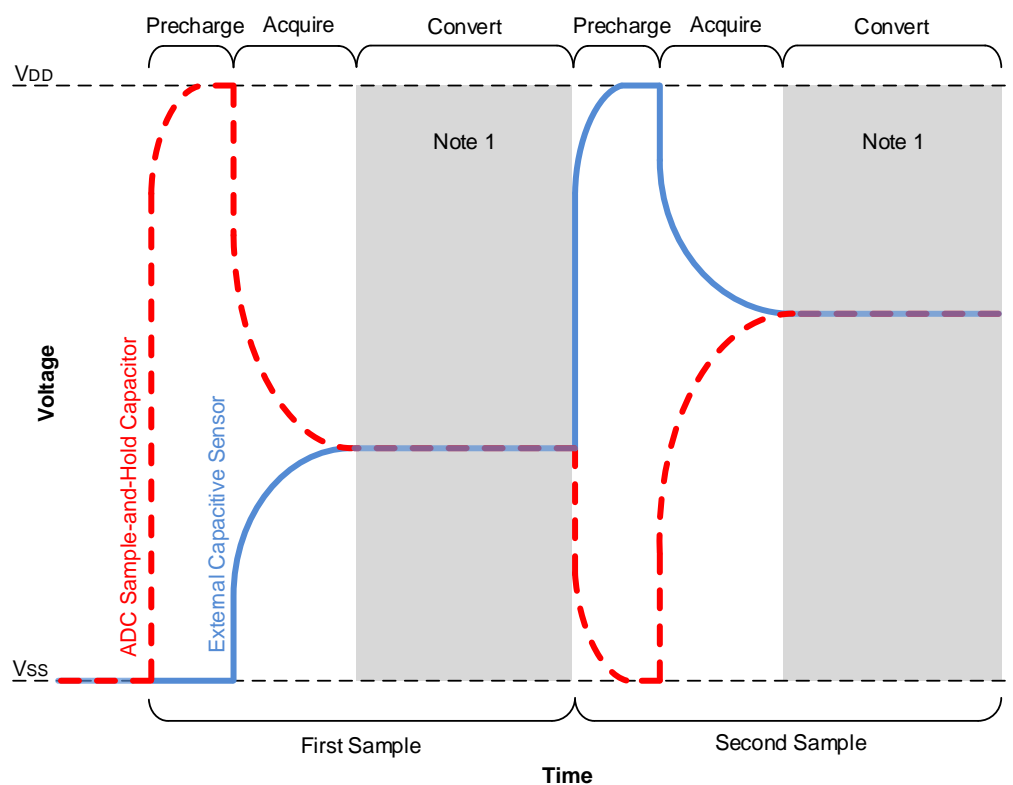 Precharge Acquire Convert Precharge Acquire Convert
VDD
Note 1 Note 1
Voltage
ADC Sample-and-Hold Capacitor
External Capacitive Sensor
VSS
First Sample Second Sample
Time